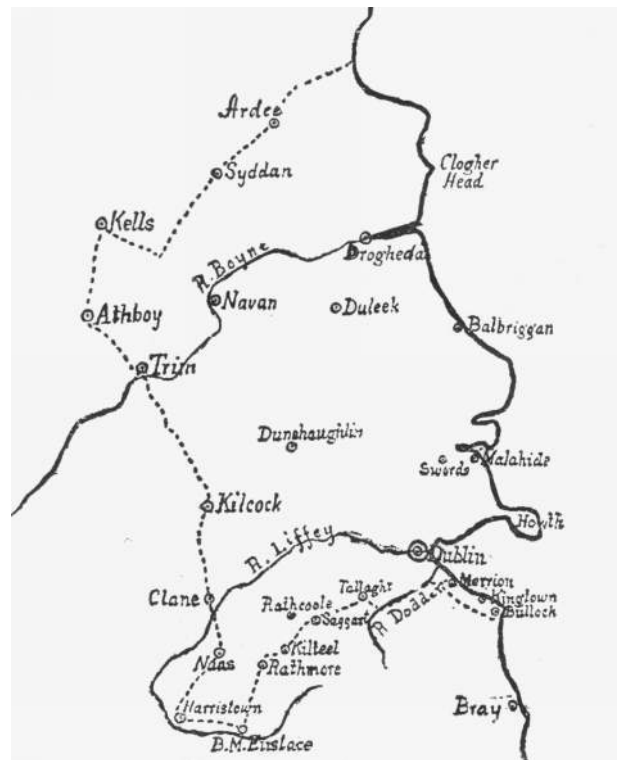 Ardee
Clogher
Head
Syddan
Kells
R. Boyne
Drogheda
Navan
Duleek
Athboy
Balbriggan
Trim
Dunshaughlin
Swords
Malahide
Kilcock
Howth
R. Liffey
Dublin
Tallaght
Merrion
Clane
Rathcoole
Saggart
R. Dodder
Kingtown
Bullock
Naas
Kilteel
Rathmore
Harristown
Bray
B.M. Eustace